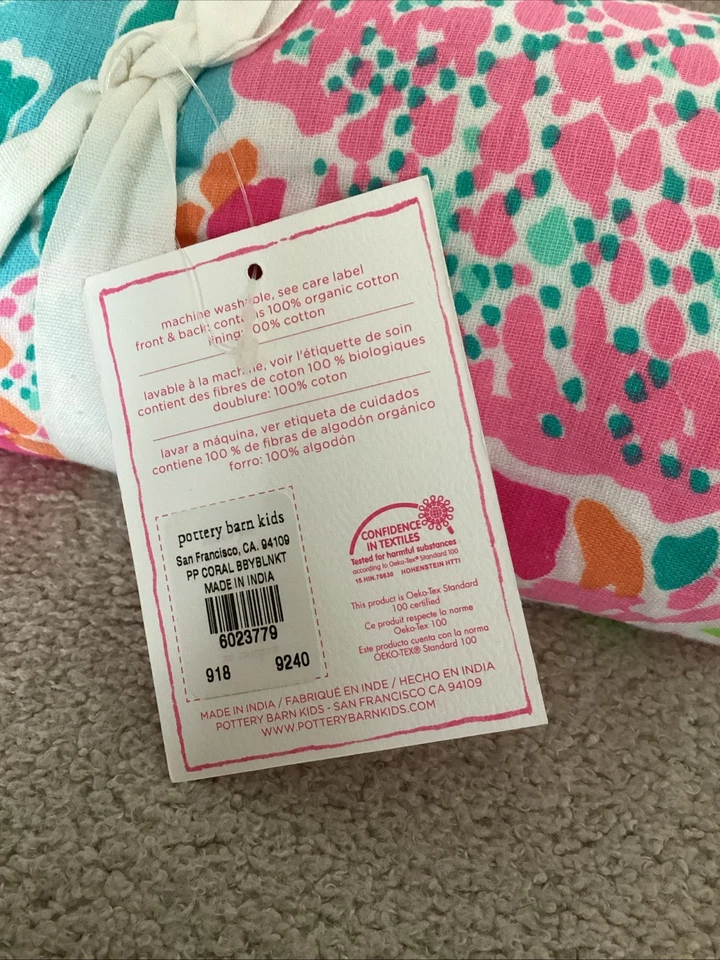 machine washable, see care label
front & back: contains 100% organic cotton
lining: 100% cotton
lavable à la machine, voir l'étiquette de soin
contient des fibres de coton 100 % biologiques
doublure: 100% coton
lavar a máquina, ver etiqueta de cuidados
contiene 100 % de fibras de algodón orgánico
forro: 100% algodón
pottery barn kids
San Francisco, CA. 94109
PP CORAL BBYBLNKT
MADE IN INDIA
6023779
918 9240
CONFIDENCE
IN TEXTILES
Tested for harmful substances
according to Oeko-Tex® Standard 100
15.HIN.78630 HOHENSTEIN HTTI
This product is Oeko-Tex Standard
100 certified
Ce produit respecte la norme
Oeko-Tex 100
Este producto cuenta con la norma
OEKO-TEX® Standard 100
MADE IN INDIA / FABRIQUÉ EN INDE / HECHO EN INDIA
POTTERY BARN KIDS - SAN FRANCISCO CA 94109
WWW.POTTERYBARNKIDS.COM